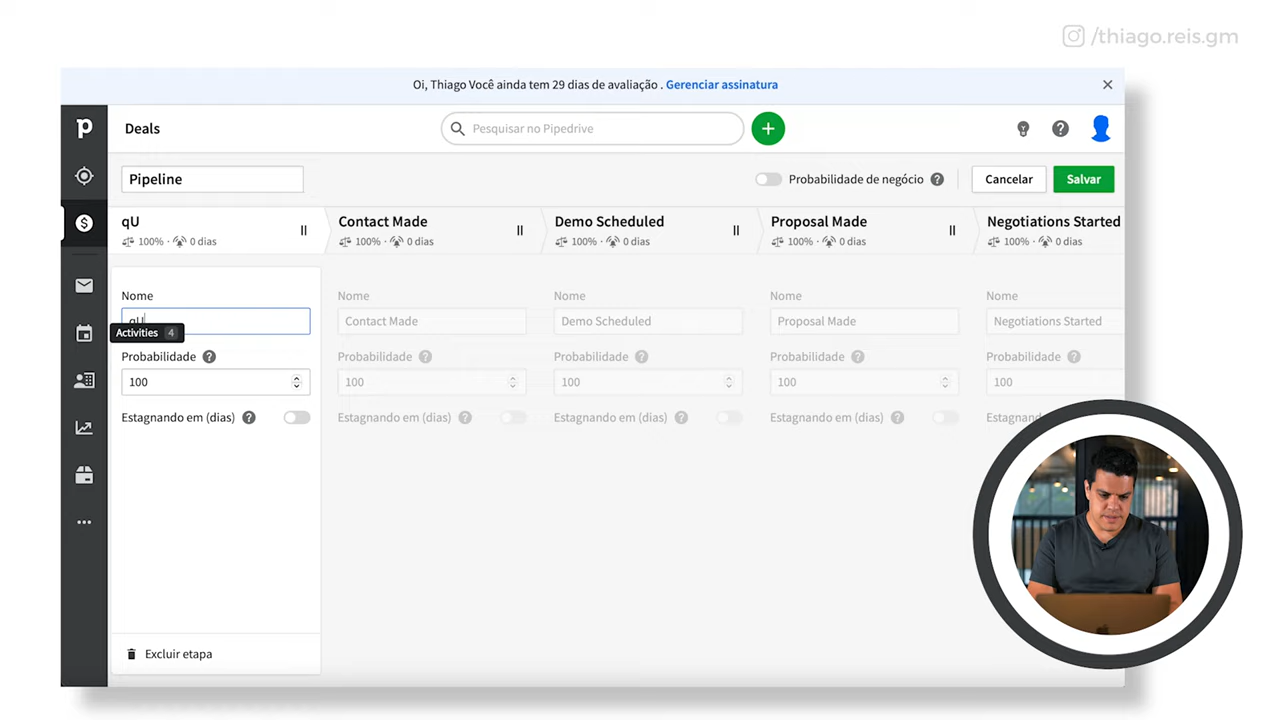 /thiago.reis.gm
Oi, Thiago Você ainda tem 29 dias de avaliação . Gerenciar assinatura
p
Deals
Pesquisar no Pipedrive
Pipeline
Probabilidade de negócio
Cancelar
Salvar
qU
100% · 0 dias
Contact Made
100% · 0 dias
Demo Scheduled
100% · 0 dias
Proposal Made
100% · 0 dias
Negotiations Started
100% · 0 dias
Nome
Nome
Nome
Nome
Nome
qU
Contact Made
Demo Scheduled
Proposal Made
Negotiations Started
Activities 4
Probabilidade
Probabilidade
Probabilidade
Probabilidade
Probabilidade
100
100
100
100
100
Estagnando em (dias)
Estagnando em (dias)
Estagnando em (dias)
Estagnando em (dias)
Excluir etapa